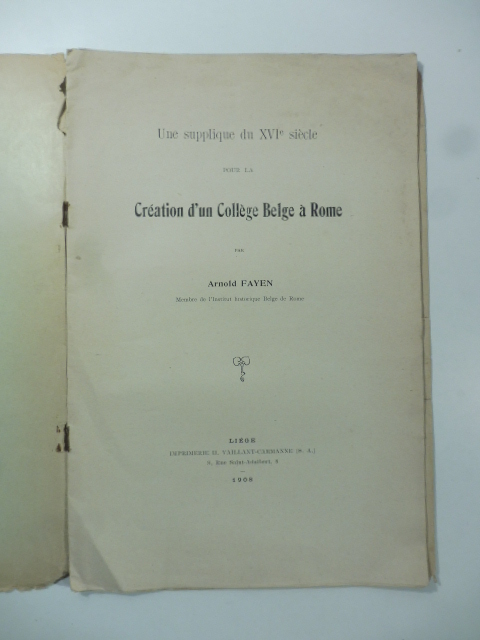 Une supplique du XVIe siècle
POUR LA
Création d'un Collège Belge à Rome
PAR
Arnold FAYEN
Membre de l'Institut historique Belge de Rome
LIÉGE
IMPRIMERIE H. VAILLANT-CARMANNE (S. A.)
8, Rue Saint-Adalbert, 8
1908